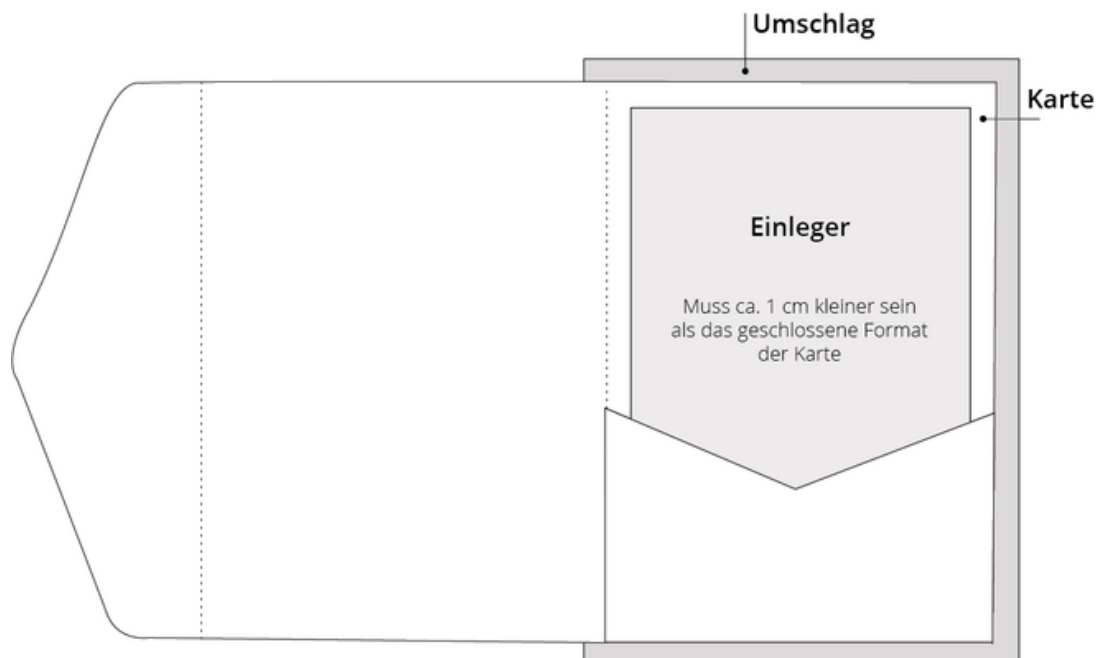 Umschlag
Karte
Einleger
Muss ca. 1 cm kleiner sein
als das geschlossene Format
der Karte